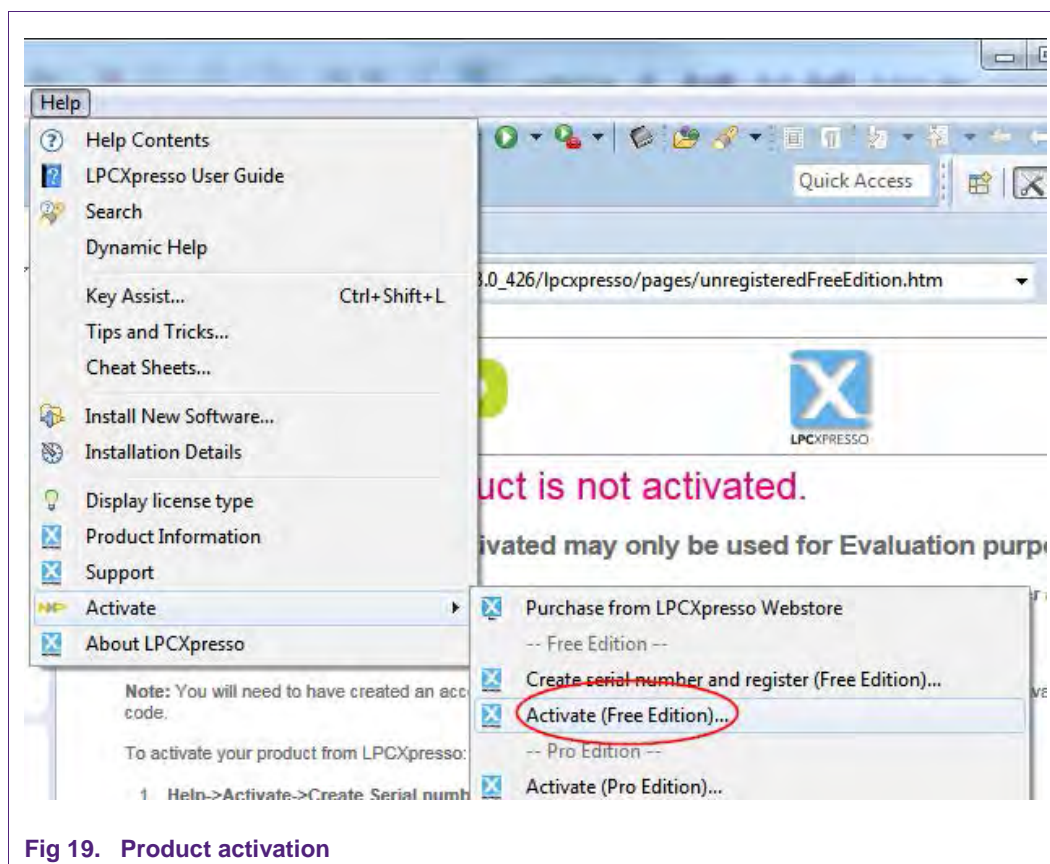 Help
Help Contents
LPCXpresso User Guide
Search
Dynamic Help
Key Assist... Ctrl+Shift+L
Tips and Tricks...
Cheat Sheets...
Install New Software...
Installation Details
Display license type
Product Information
Support
Activate
About LPCXpresso
Quick Access
.0_426/lpcxpresso/pages/unregisteredFreeEdition.htm
LPCXPRESSO
uct is not activated.
ivated may only be used for Evaluation purp
Purchase from LPCXpresso Webstore
-- Free Edition --
Create serial number and register (Free Edition)...
Activate (Free Edition)...
-- Pro Edition --
Activate (Pro Edition)...
Note: You will need to have created an acc
code.
To activate your product from LPCXpresso:
1. Help->Activate->Create Serial numb
Fig 19. Product activation